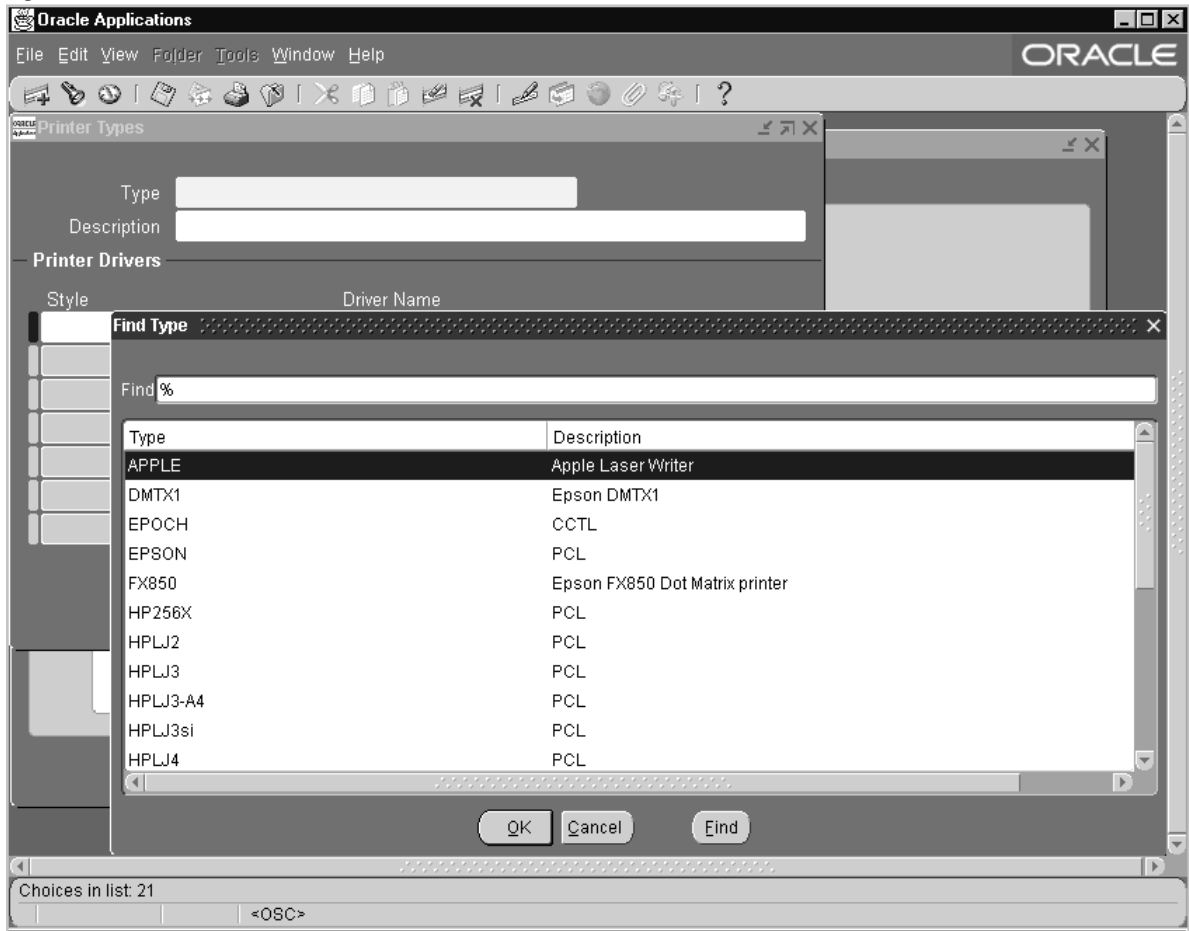 Oracle Applications
File Edit View Folder Tools Window Help
ORACLE
Printer Types
Type
Description
Printer Drivers
Style Driver Name
Find Type
Find %
Type Description
APPLE Apple Laser Writer
DMTX1 Epson DMTX1
EPOCH CCTL
EPSON PCL
FX850 Epson FX850 Dot Matrix printer
HP256X PCL
HPLJ2 PCL
HPLJ3 PCL
HPLJ3-A4 PCL
HPLJ3si PCL
HPLJ4 PCL
OK Cancel Find
Choices in list: 21
<OSC>